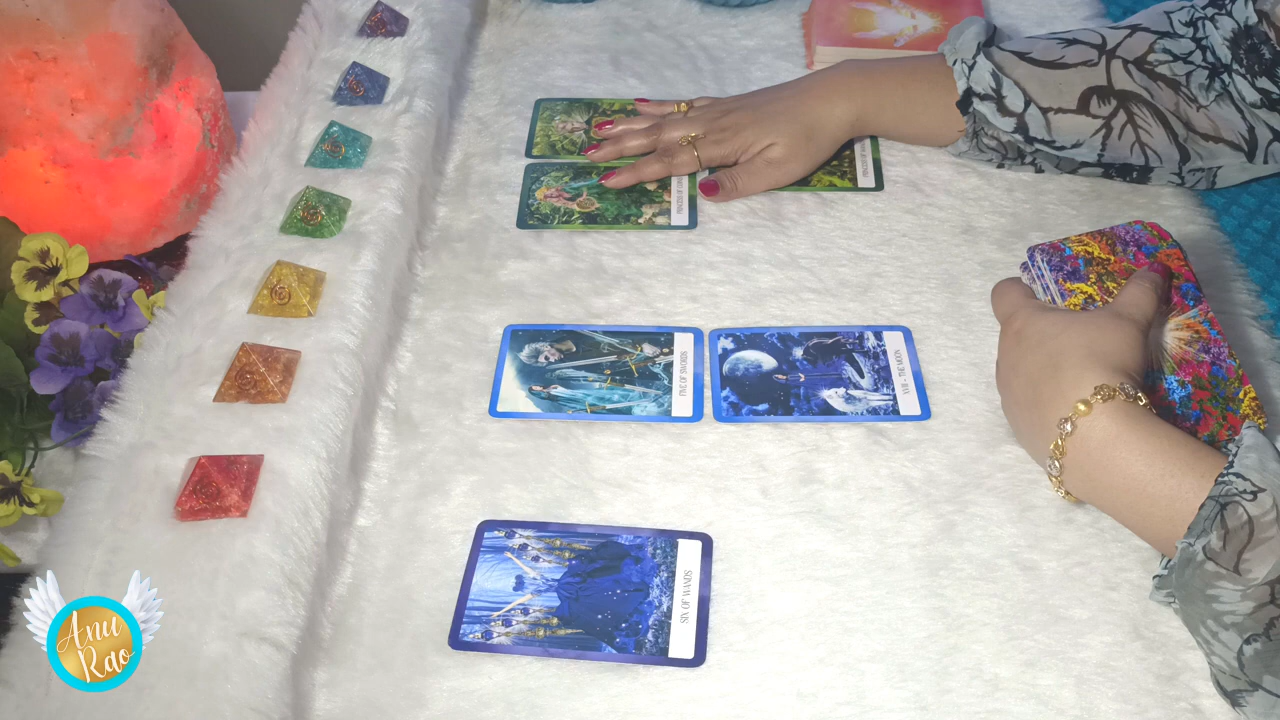 FIVE OF SWORDS
XVIII - THE MOON
SIX OF WANDS
Anu
Rao